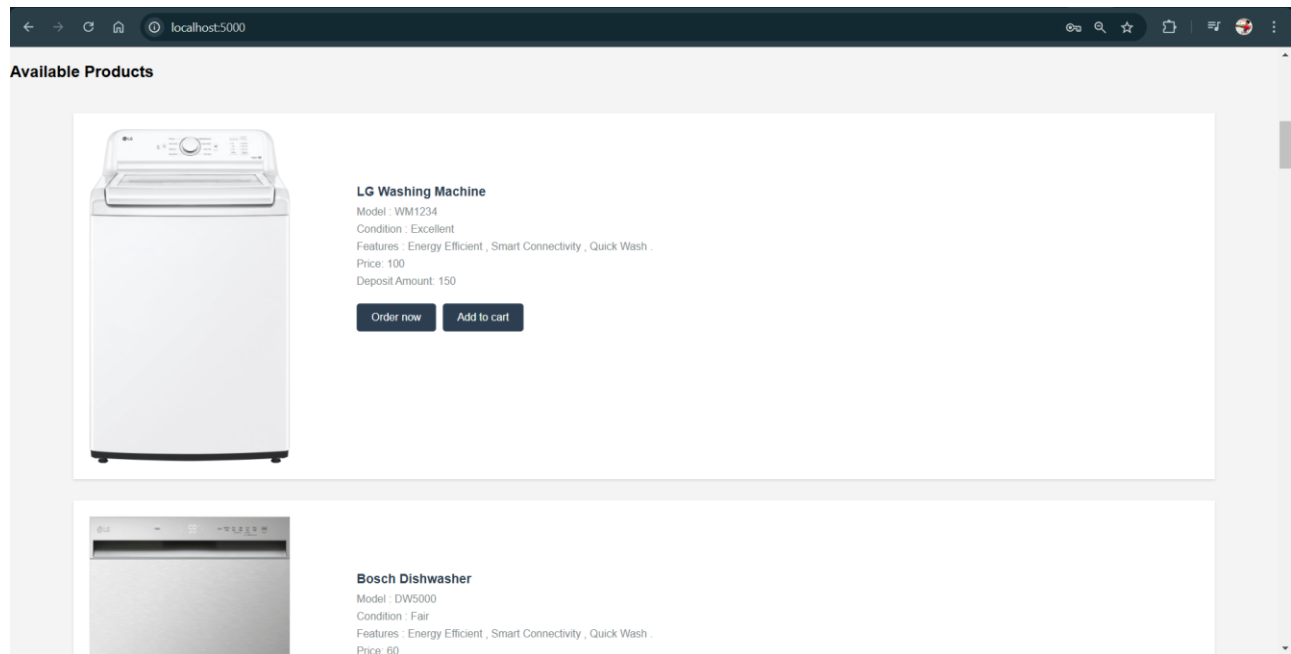 localhost:5000
Available Products
LG
LG Washing Machine
Model : WM1234
Condition : Excellent
Features : Energy Efficient , Smart Connectivity , Quick Wash .
Price: 100
Deposit Amount: 150
Order now
Add to cart
LG
Bosch Dishwasher
Model : DW5000
Condition : Fair
Features : Energy Efficient , Smart Connectivity , Quick Wash .
Price: 60